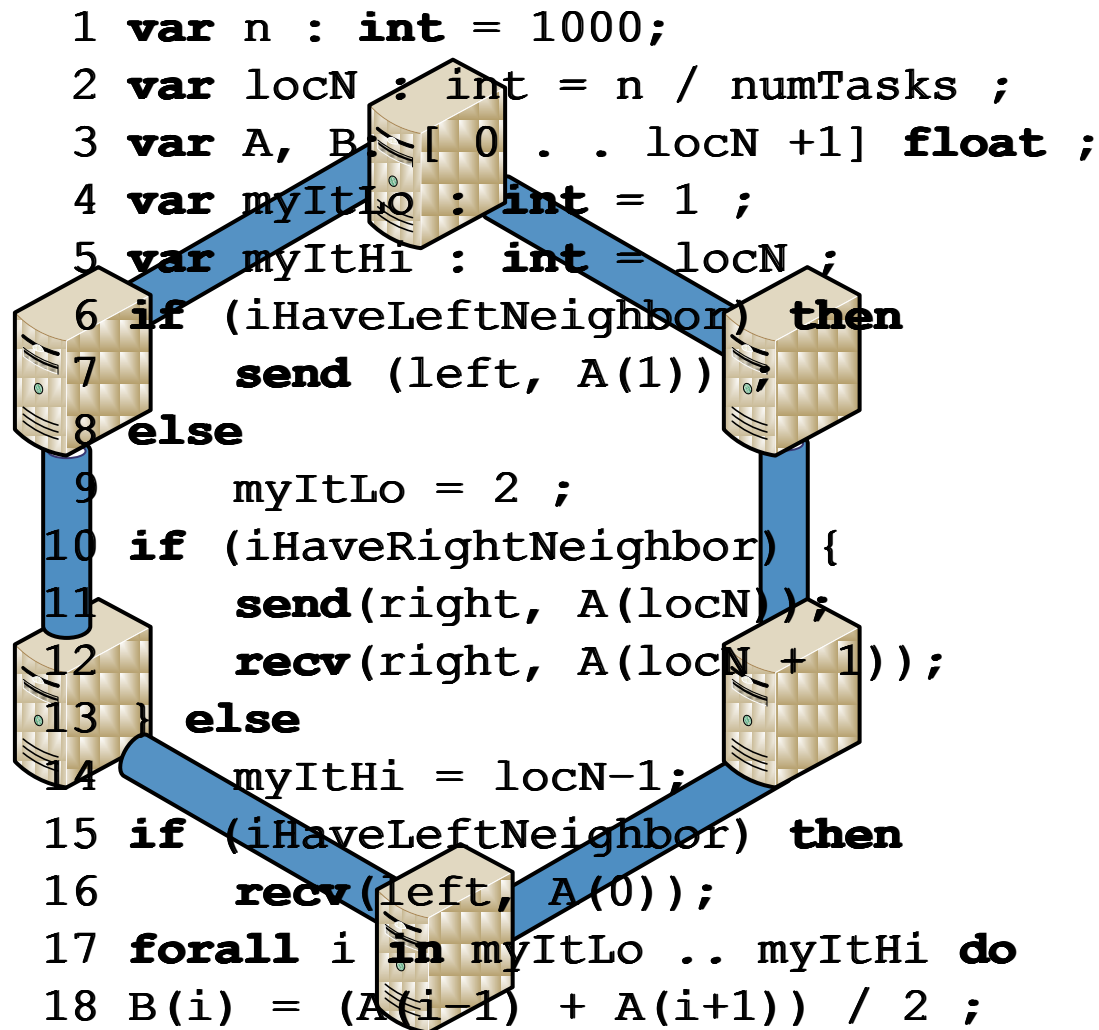 1 var n : int = 1000;
2 var locN : int = n / numTasks ;
3 var A, B: [ 0 . . locN +1] float ;
4 var myItLo : int = 1 ;
5 var myItHi : int = locN ;
6 if (iHaveLeftNeighbor) then
7 send (left, A(1)) ;
8 else
9 myItLo = 2 ;
10 if (iHaveRightNeighbor) {
11 send(right, A(locN));
12 recv(right, A(locN + 1));
13 } else
14 myItHi = locN−1;
15 if (iHaveLeftNeighbor) then
16 recv(left, A(0));
17 forall i in myItLo .. myItHi do
18 B(i) = (A(i−1) + A(i+1)) / 2 ;